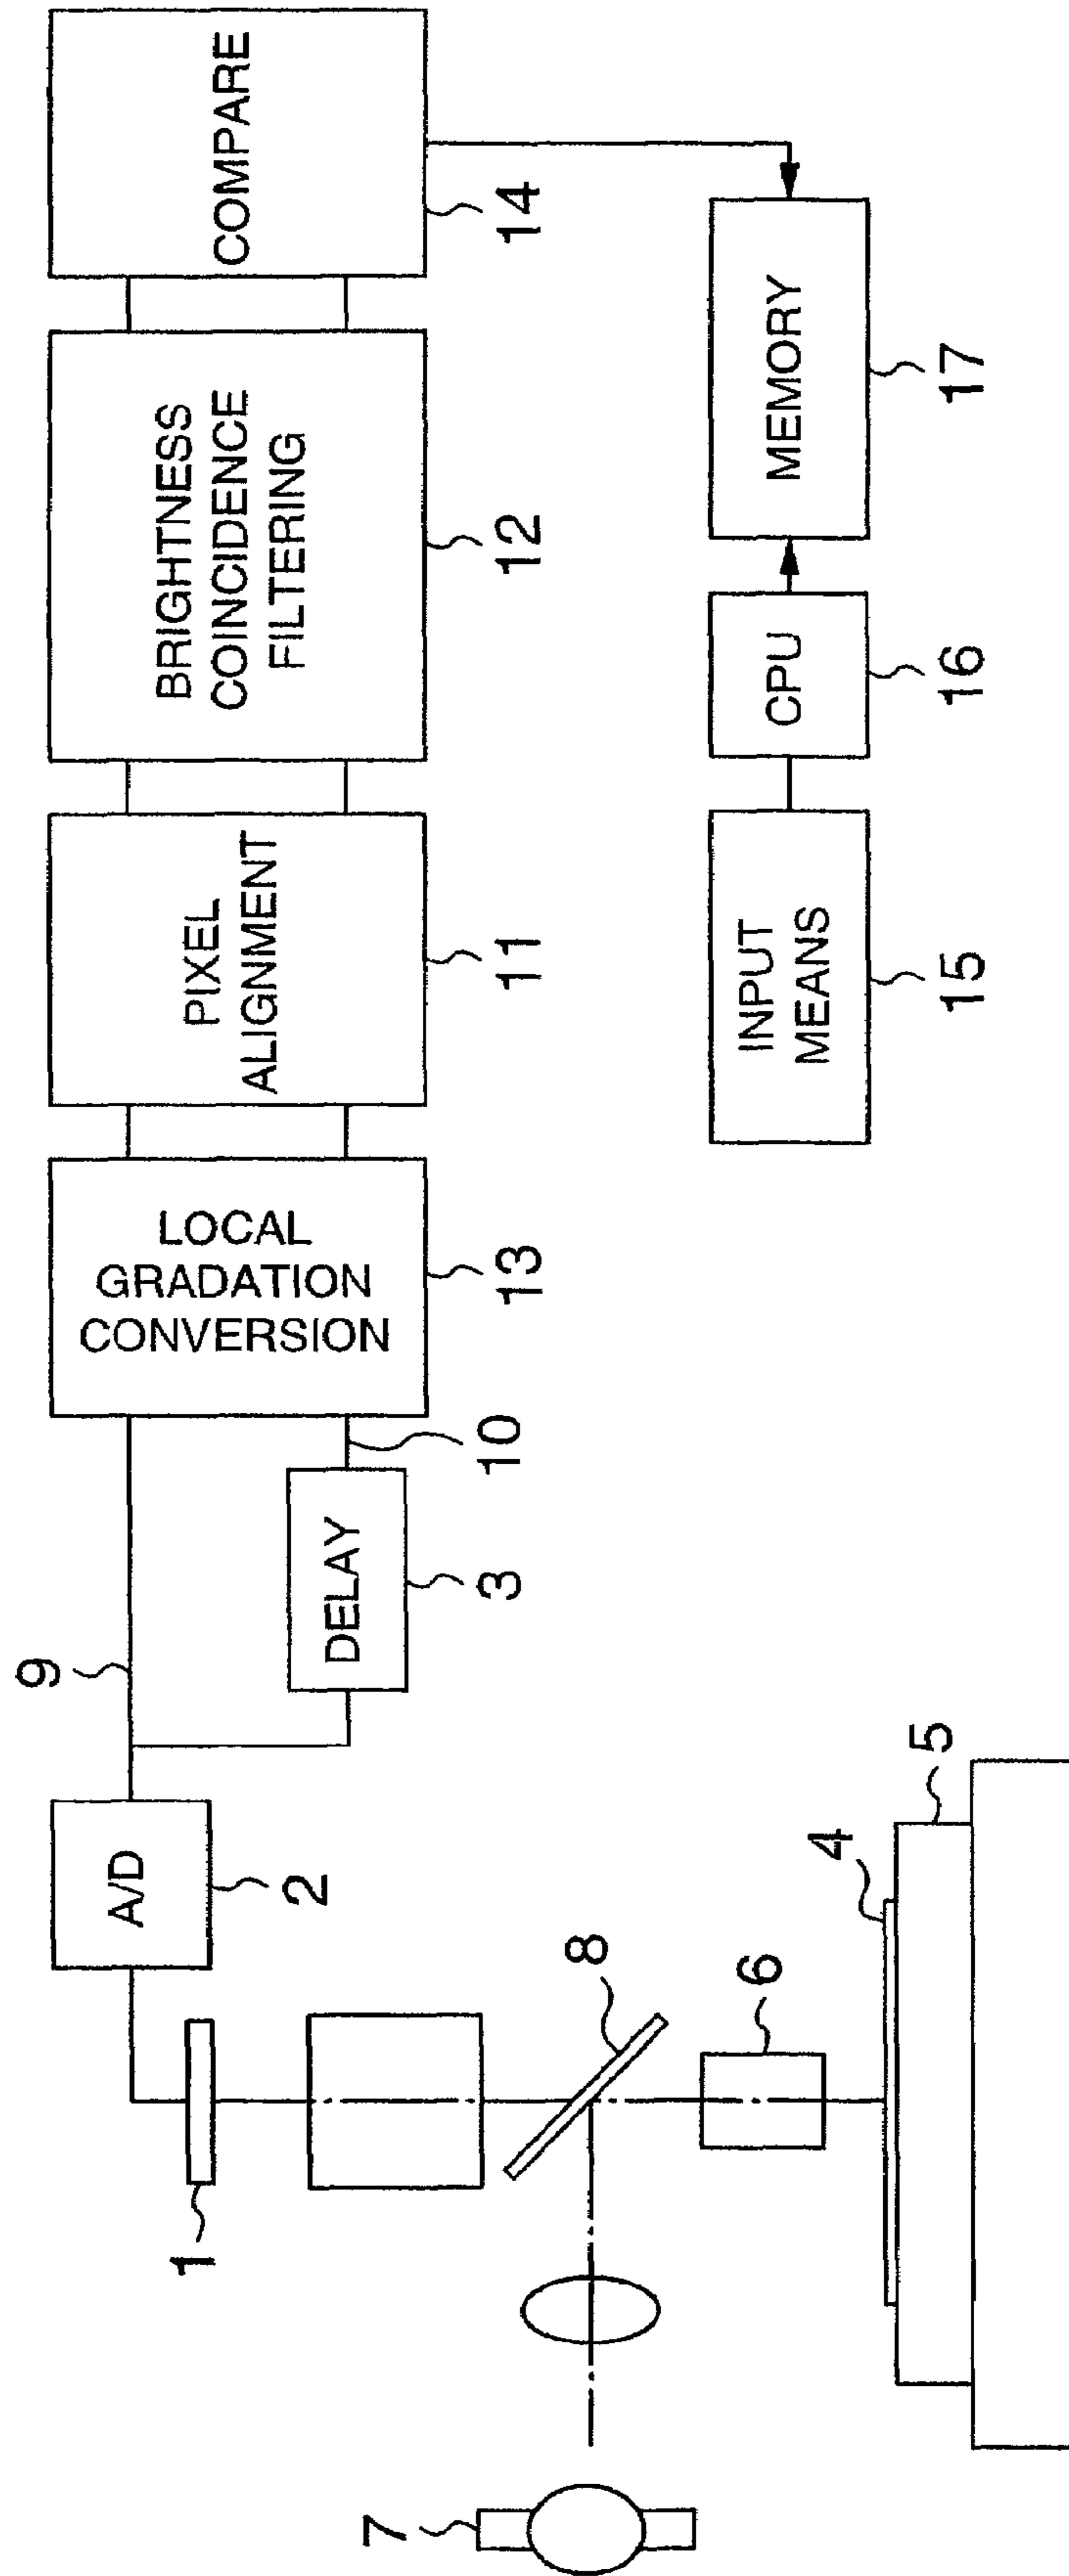 9
A/D
2
DELAY
3
10
LOCAL
GRADATION
CONVERSION
13
PIXEL
ALIGNMENT
11
BRIGHTNESS
COINCIDENCE
FILTERING
12
COMPARE
14
1
7
8
6
4
5
INPUT
MEANS
15
CPU
16
MEMORY
17